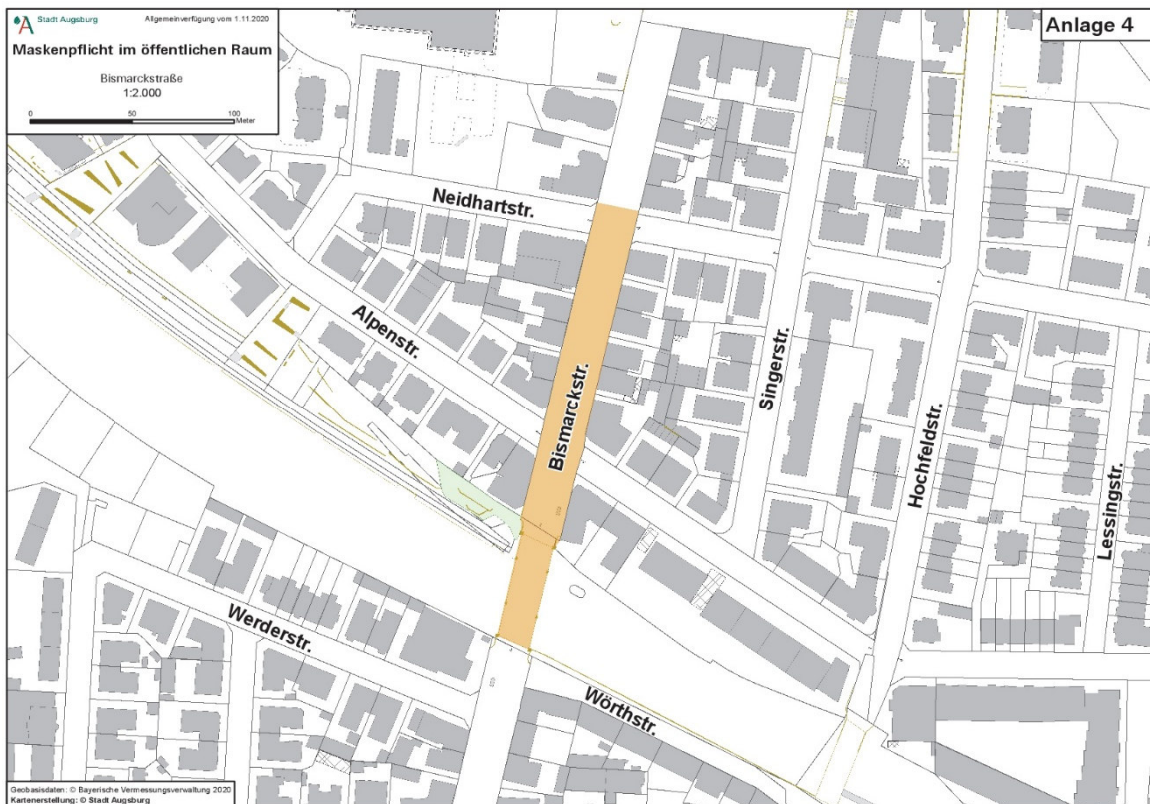 Stadt Augsburg
Allgemeinverfügung vom 1.11.2020
Maskenpflicht im öffentlichen Raum
Bismarckstraße
1:2.000
0 50 100
Meter
Anlage 4
Neidhartstr.
Alpenstr.
Bismarckstr.
Singerstr.
Hochfeldstr.
Lessingstr.
Werderstr.
Wörthstr.
Geobasisdaten: © Bayerische Vermessungsverwaltung 2020
Kartenerstellung: © Stadt Augsburg